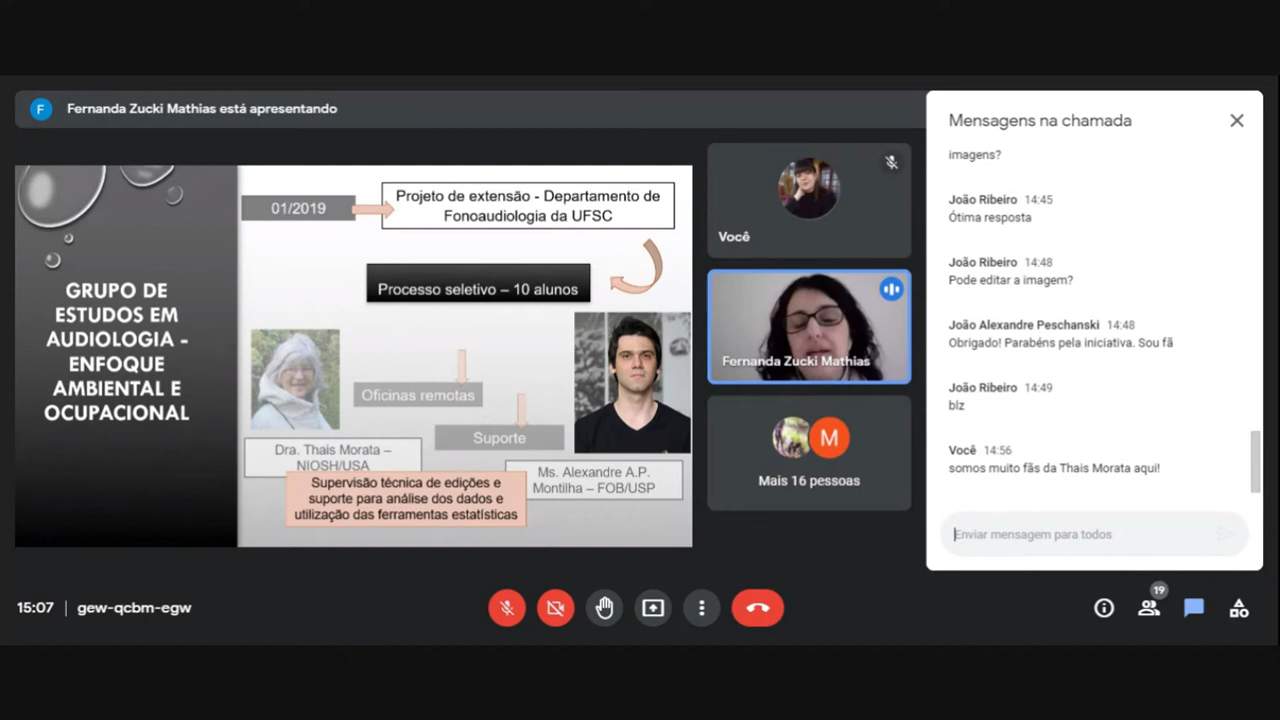 F Fernanda Zucki Mathias está apresentando
GRUPO DE
ESTUDOS EM
AUDIOLOGIA -
ENFOQUE
AMBIENTAL E
OCUPACIONAL
01/2019
Projeto de extensão - Departamento de
Fonoaudiologia da UFSC
Processo seletivo – 10 alunos
Oficinas remotas
Suporte
Dra. Thais Morata –
NIOSH/USA
Ms. Alexandre A.P.
Montilha – FOB/USP
Supervisão técnica de edições e
suporte para análise dos dados e
utilização das ferramentas estatísticas
Você
Fernanda Zucki Mathias
M
Mais 16 pessoas
Mensagens na chamada
imagens?
João Ribeiro 14:45
Ótima resposta
João Ribeiro 14:48
Pode editar a imagem?
João Alexandre Peschanski 14:48
Obrigado! Parabéns pela iniciativa. Sou fã
João Ribeiro 14:49
blz
Você 14:56
somos muito fãs da Thais Morata aqui!
Enviar mensagem para todos
15:07 | gew-qcbm-egw
19